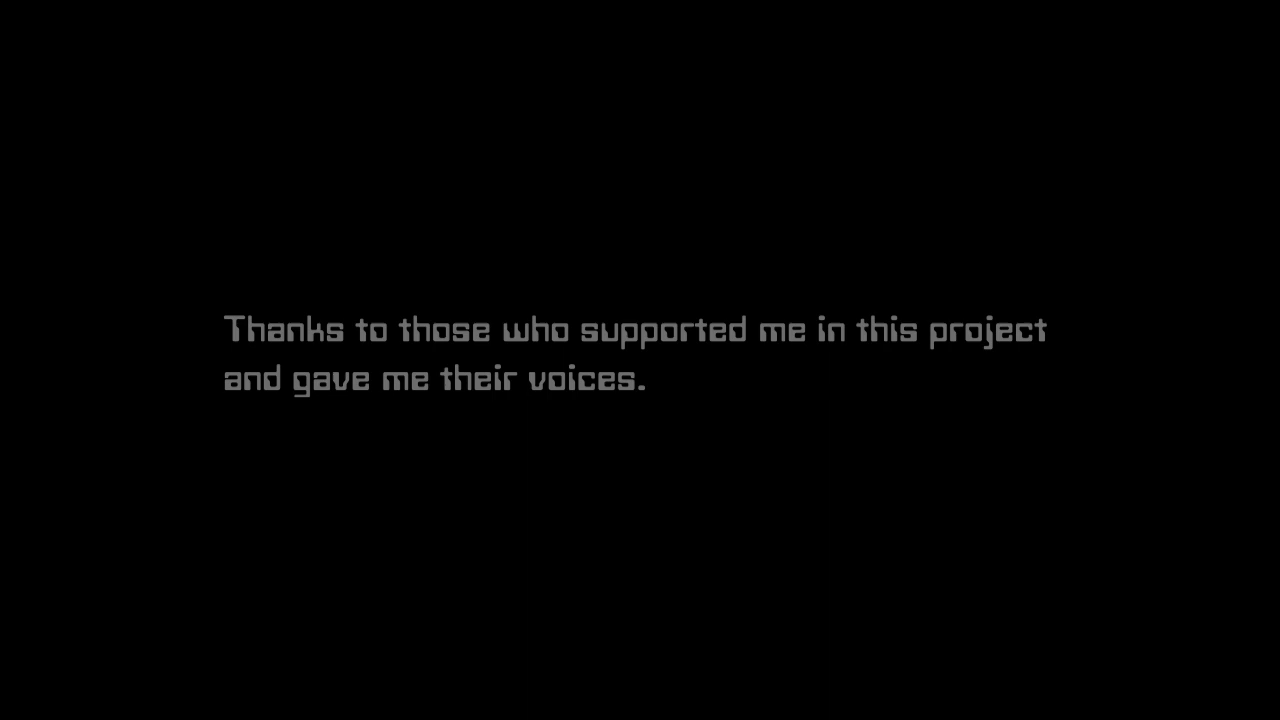 Thanks to those who supported me in this project
and gave me their voices.